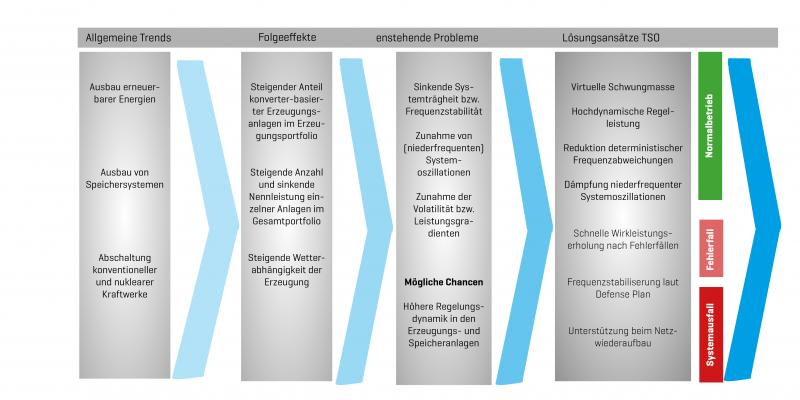 Allgemeine Trends
Folgeeffekte
enstehende Probleme
Lösungsansätze TSO
Ausbau erneuer-
barer Energien
Ausbau von
Speichersystemen
Abschaltung
konventioneller
und nuklearer
Kraftwerke
Steigender Anteil
konverter-basier-
ter Erzeugungs-
anlagen im Erzeu-
gungsportfolio
Steigende Anzahl
und sinkende
Nennleistung ein-
zelner Anlagen im
Gesamtportfolio
Steigende Wetter-
abhängigkeit der
Erzeugung
Sinkende Sys-
temträgheit bzw.
Frequenzstabilität
Zunahme von
(niederfrequenten)
System-
oszillationen
Zunahme der
Volatilität bzw.
Leistungsgra-
dienten
Mögliche Chancen
Höhere Regelungs-
dynamik in den
Erzeugungs- und
Speicheranlagen
Virtuelle Schwungmasse
Hochdynamische Regel-
leistung
Reduktion deterministischer
Frequenzabweichungen
Dämpfung niederfrequenter
Systemoszillationen
Schnelle Wirkleistungs-
erholung nach Fehlerfällen
Frequenzstabiliserung laut
Defense Plan
Unterstützung beim Netz-
wiederaufbau
Normalbetrieb
Fehlerfall
Systemausfall